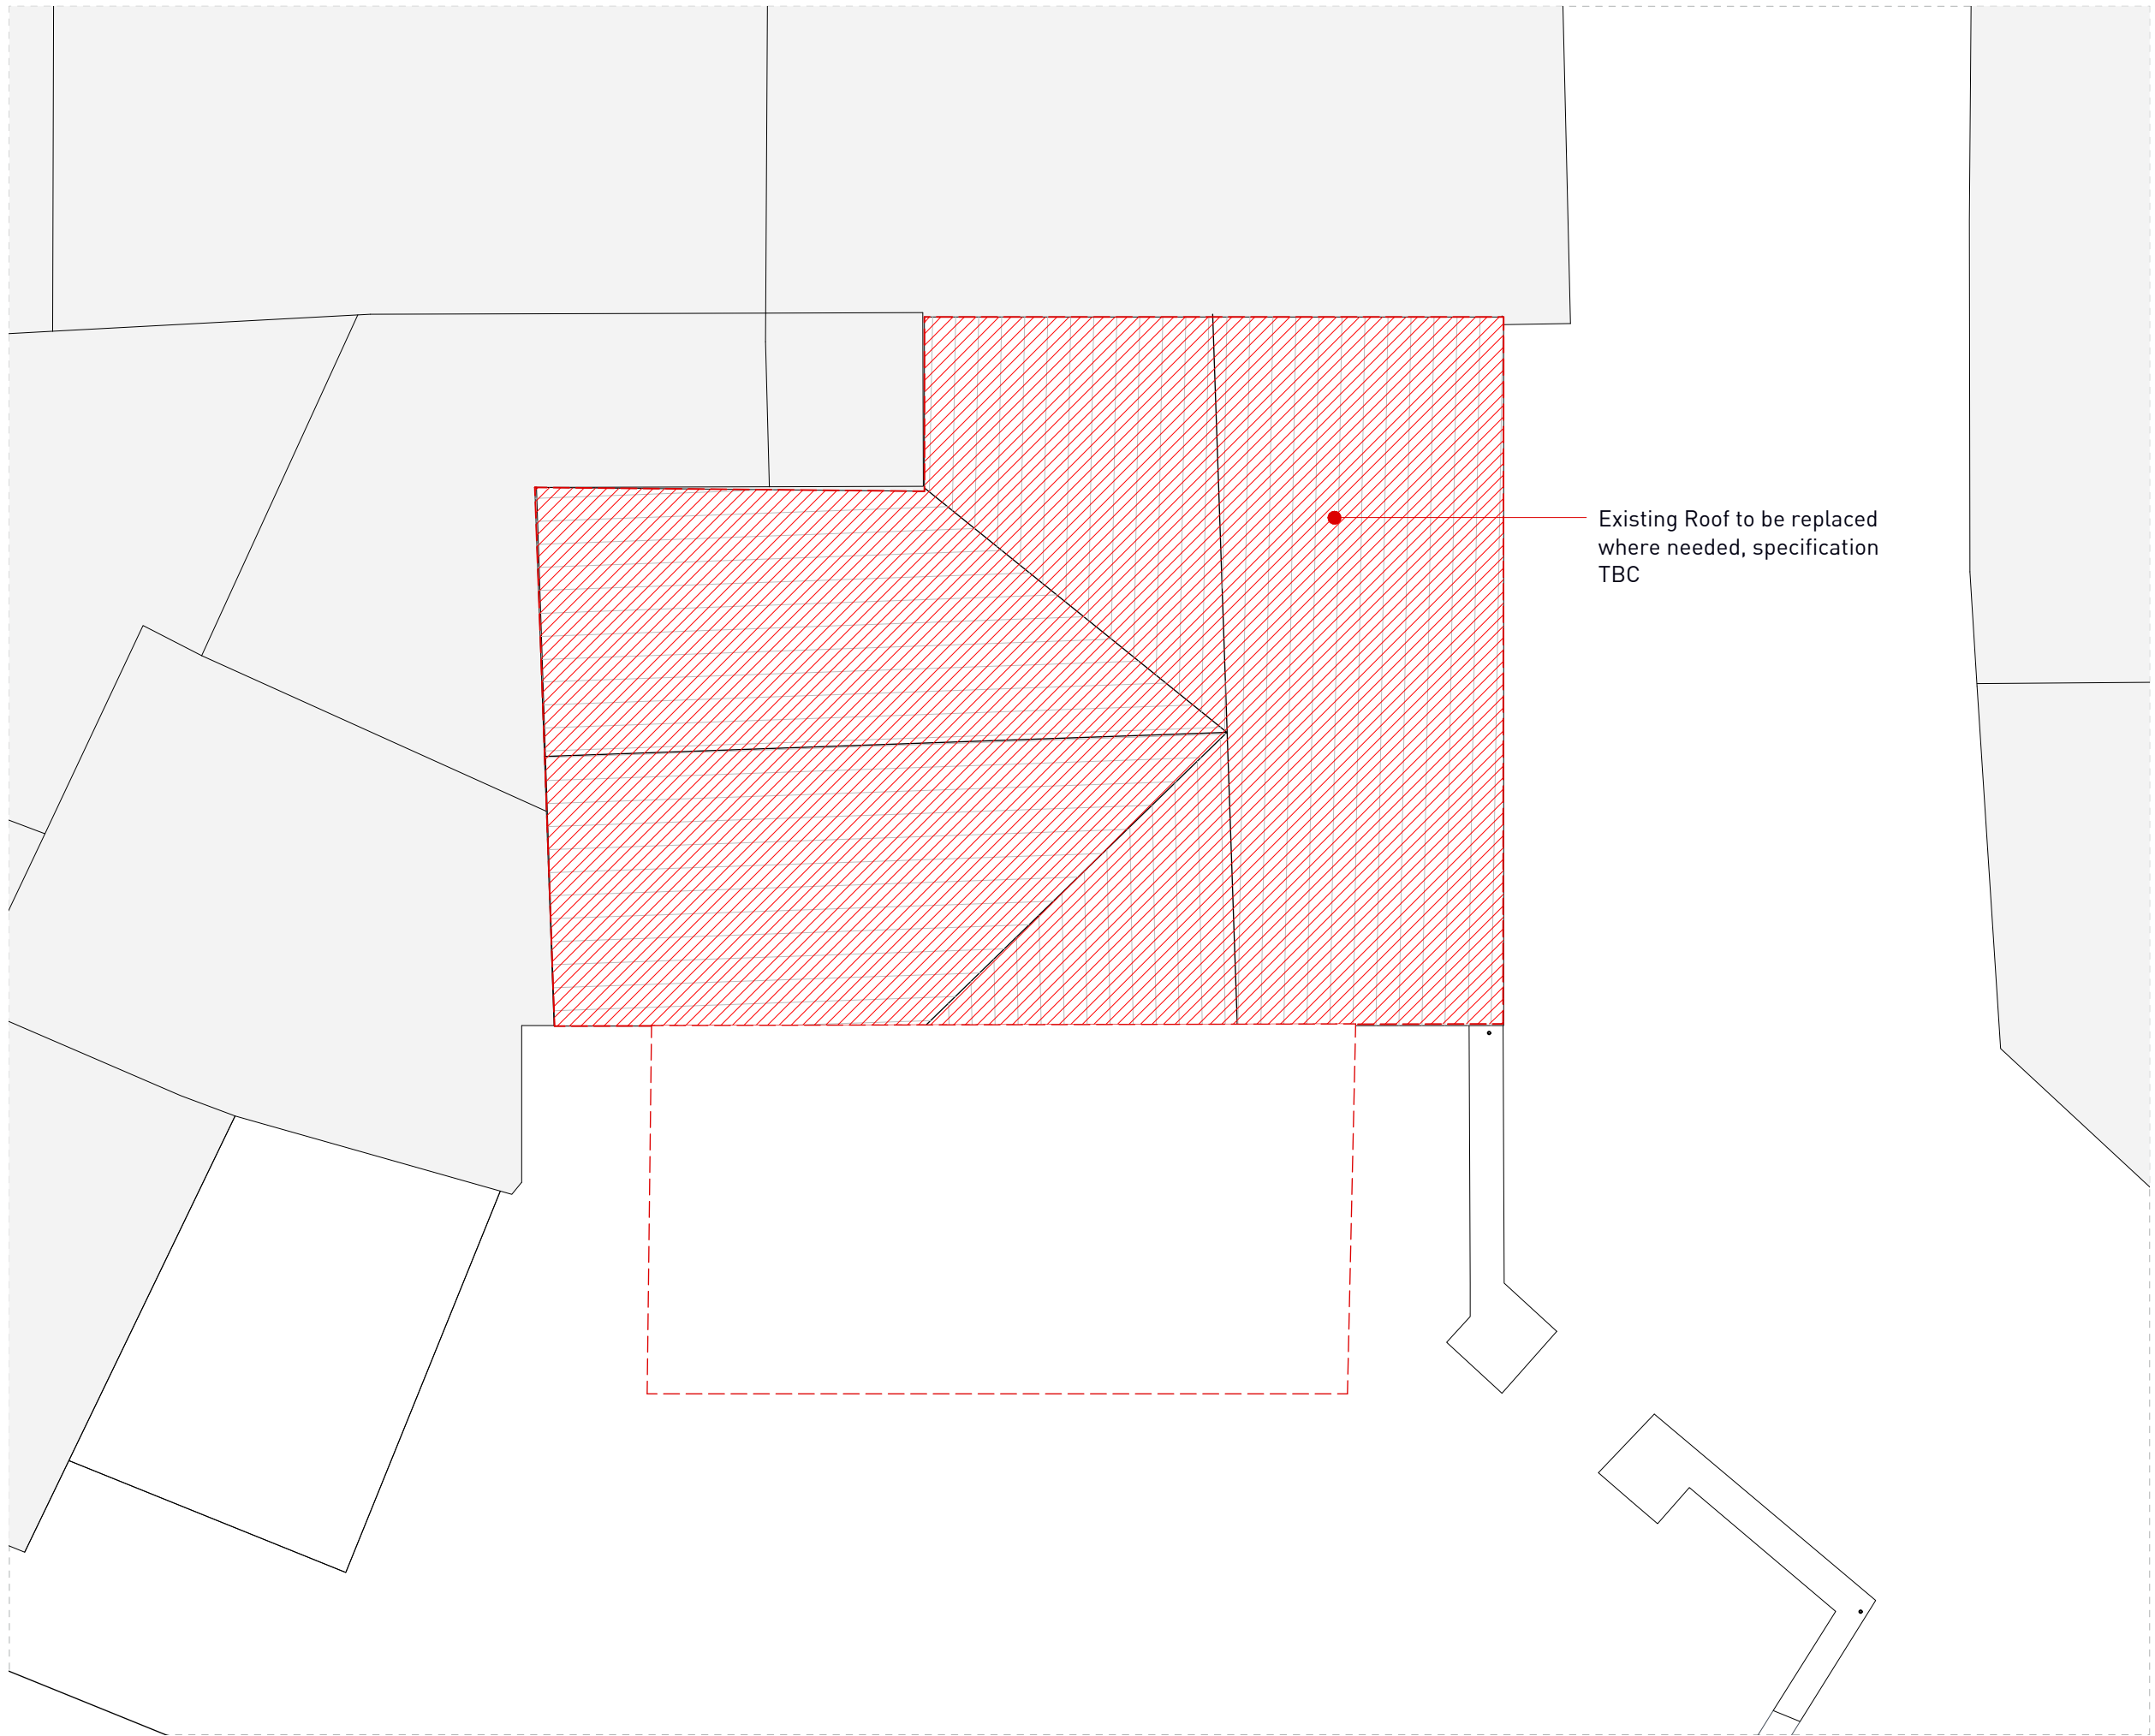 Existing Roof to be replaced
where needed, specification
TBC